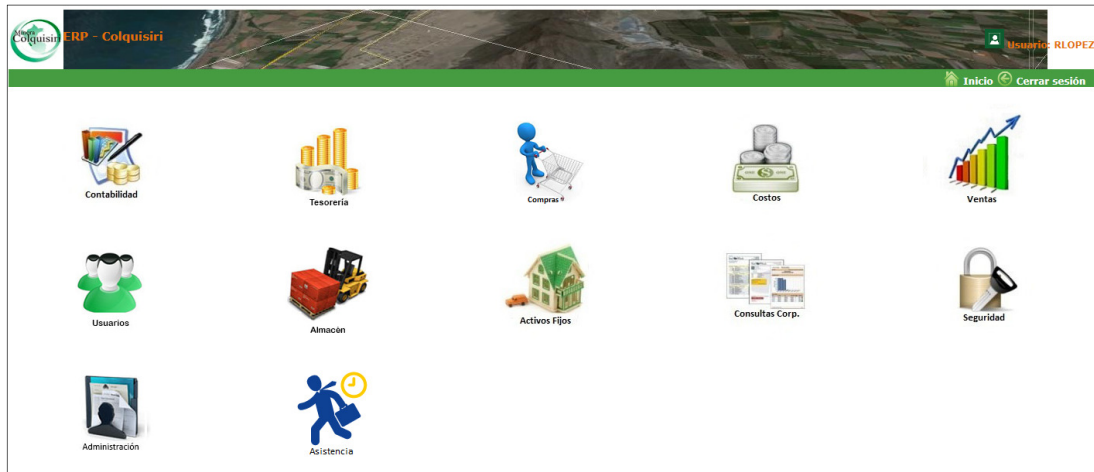 Minera
Colquisiri
ERP - Colquisiri
Usuario: RLOPEZ
Inicio Cerrar sesión
Contabilidad
Tesorería
Compras
Costos
Ventas
Usuarios
Almacén
Activos Fijos
Consultas Corp.
Seguridad
Administración
Asistencia